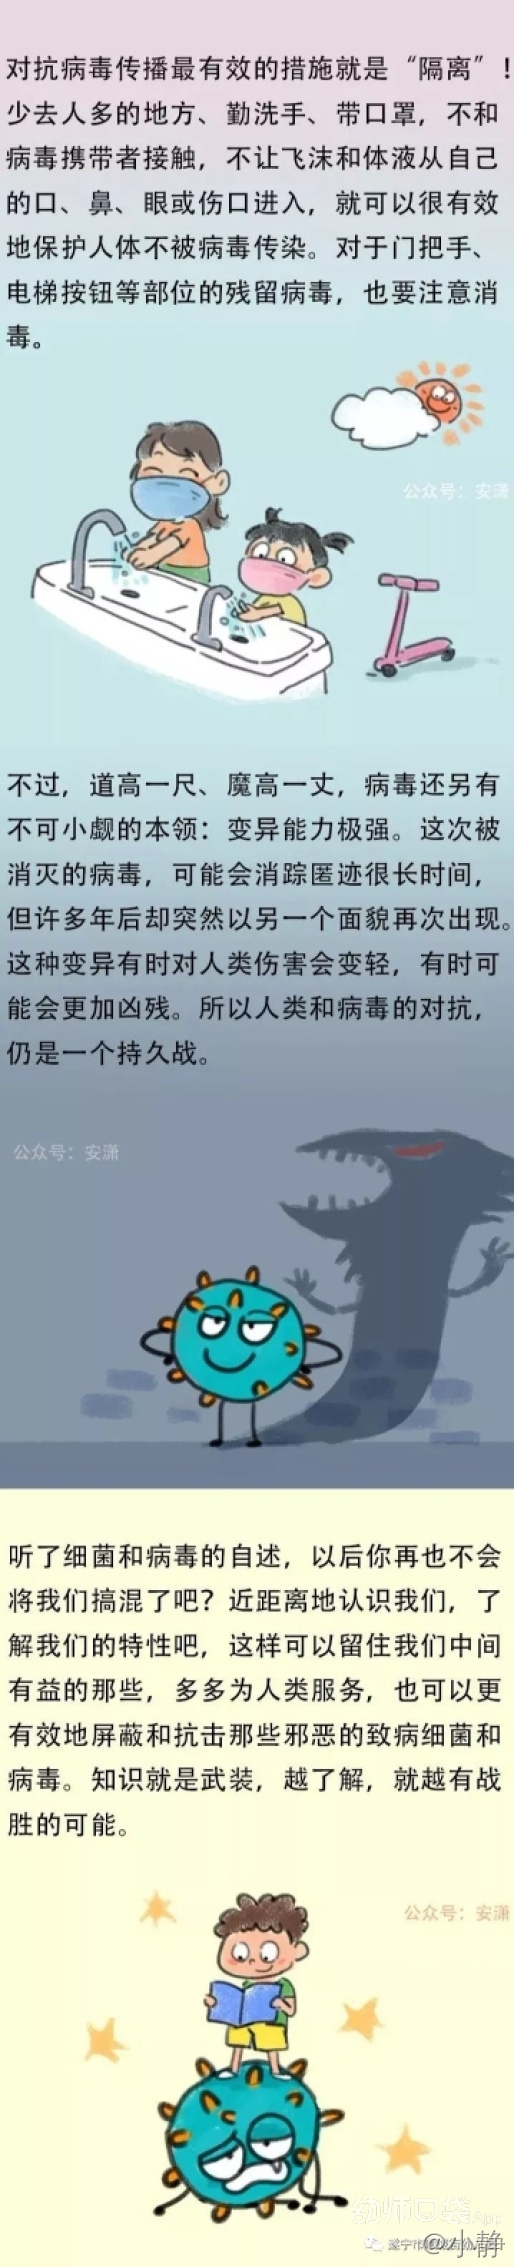 对抗病毒传播最有效的措施就是“隔离”！
少去人多的地方、勤洗手、带口罩，不和
病毒携带者接触，不让飞沫和体液从自己
的口、鼻、眼或伤口进入，就可以很有效
地保护人体不被病毒传染。对于门把手、
电梯按钮等部位的残留病毒，也要注意消
毒。
公众号：安潇
不过，道高一尺、魔高一丈，病毒还另有
不可小觑的本领：变异能力极强。这次被
消灭的病毒，可能会消踪匿迹很长时间，
但许多年后却突然以另一个面貌再次出现。
这种变异有时对人类伤害会变轻，有时可
能会更加凶残。所以人类和病毒的对抗，
仍是一个持久战。
公众号：安潇
听了细菌和病毒的自述，以后你再也不会
将我们搞混了吧？近距离地认识我们，了
解我们的特性吧，这样可以留住我们中间
有益的那些，多多为人类服务，也可以更
有效地屏蔽和抗击那些邪恶的致病细菌和
病毒。知识就是武装，越了解，就越有战
胜的可能。
公众号：安潇
幼师口袋App
遂宁市
@小静